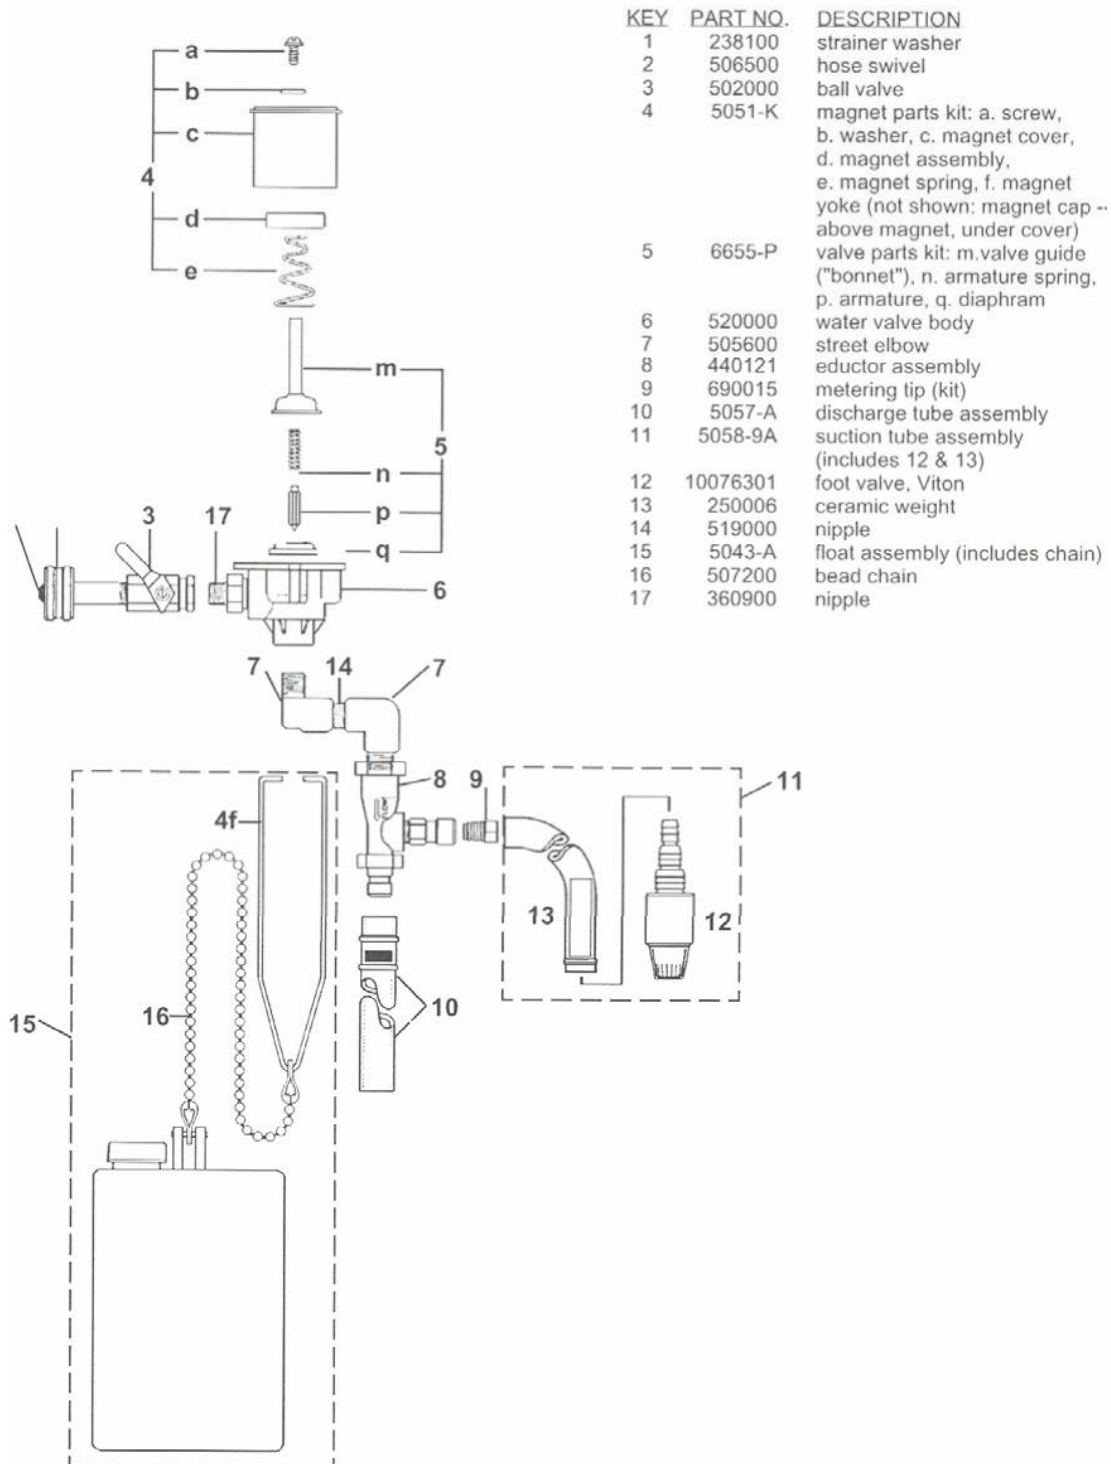 KEY PART NO. DESCRIPTION
1 238100 strainer washer
2 506500 hose swivel
3 502000 ball valve
4 5051-K magnet parts kit: a. screw,
b. washer, c. magnet cover,
d. magnet assembly,
e. magnet spring, f. magnet
yoke (not shown: magnet cap --
above magnet, under cover)
5 6655-P valve parts kit: m.valve guide
("bonnet"), n. armature spring,
p. armature, q. diaphram
6 520000 water valve body
7 505600 street elbow
8 440121 eductor assembly
9 690015 metering tip (kit)
10 5057-A discharge tube assembly
11 5058-9A suction tube assembly
(includes 12 & 13)
12 10076301 foot valve, Viton
13 250006 ceramic weight
14 519000 nipple
15 5043-A float assembly (includes chain)
16 507200 bead chain
17 360900 nipple
a
b
c
4
d
e
m
5
n
p
q
3 17
6
7 14 7
8 9 11
4f
FLOW
13 12
10
16
15